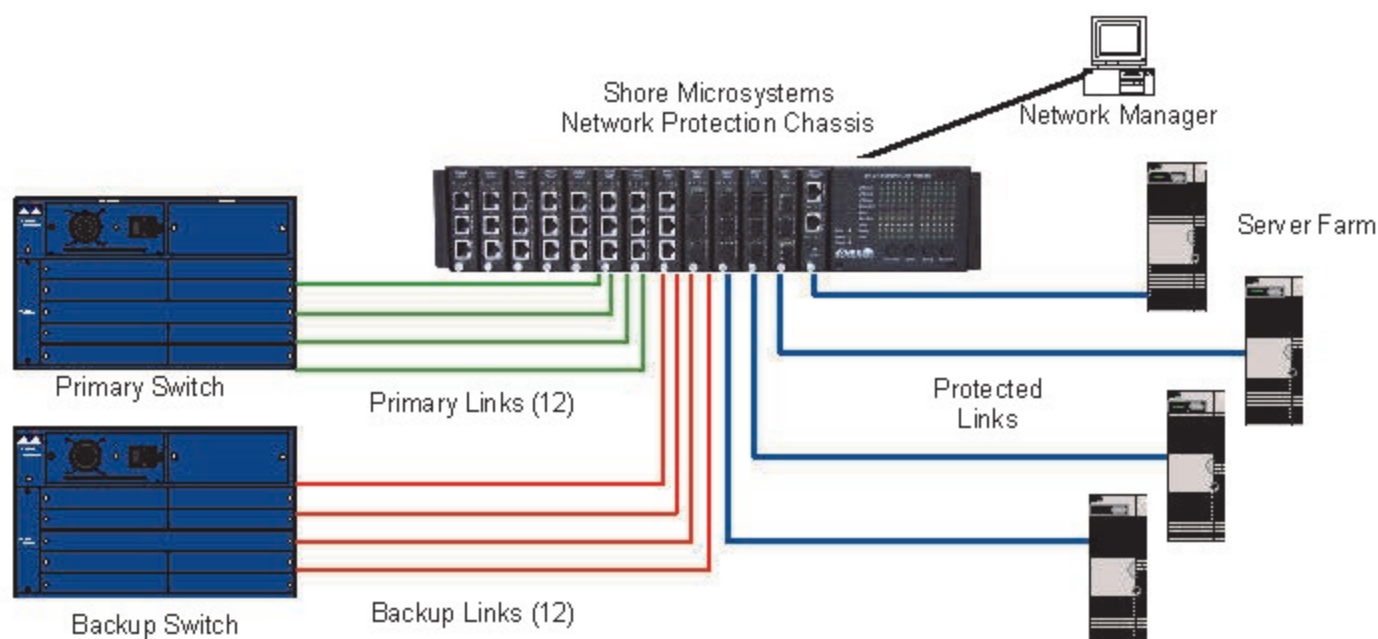 Shore Microsystems
Network Protection Chassis
Network Manager
Server Farm
Primary Switch
Primary Links (12)
Protected
Links
Backup Switch
Backup Links (12)